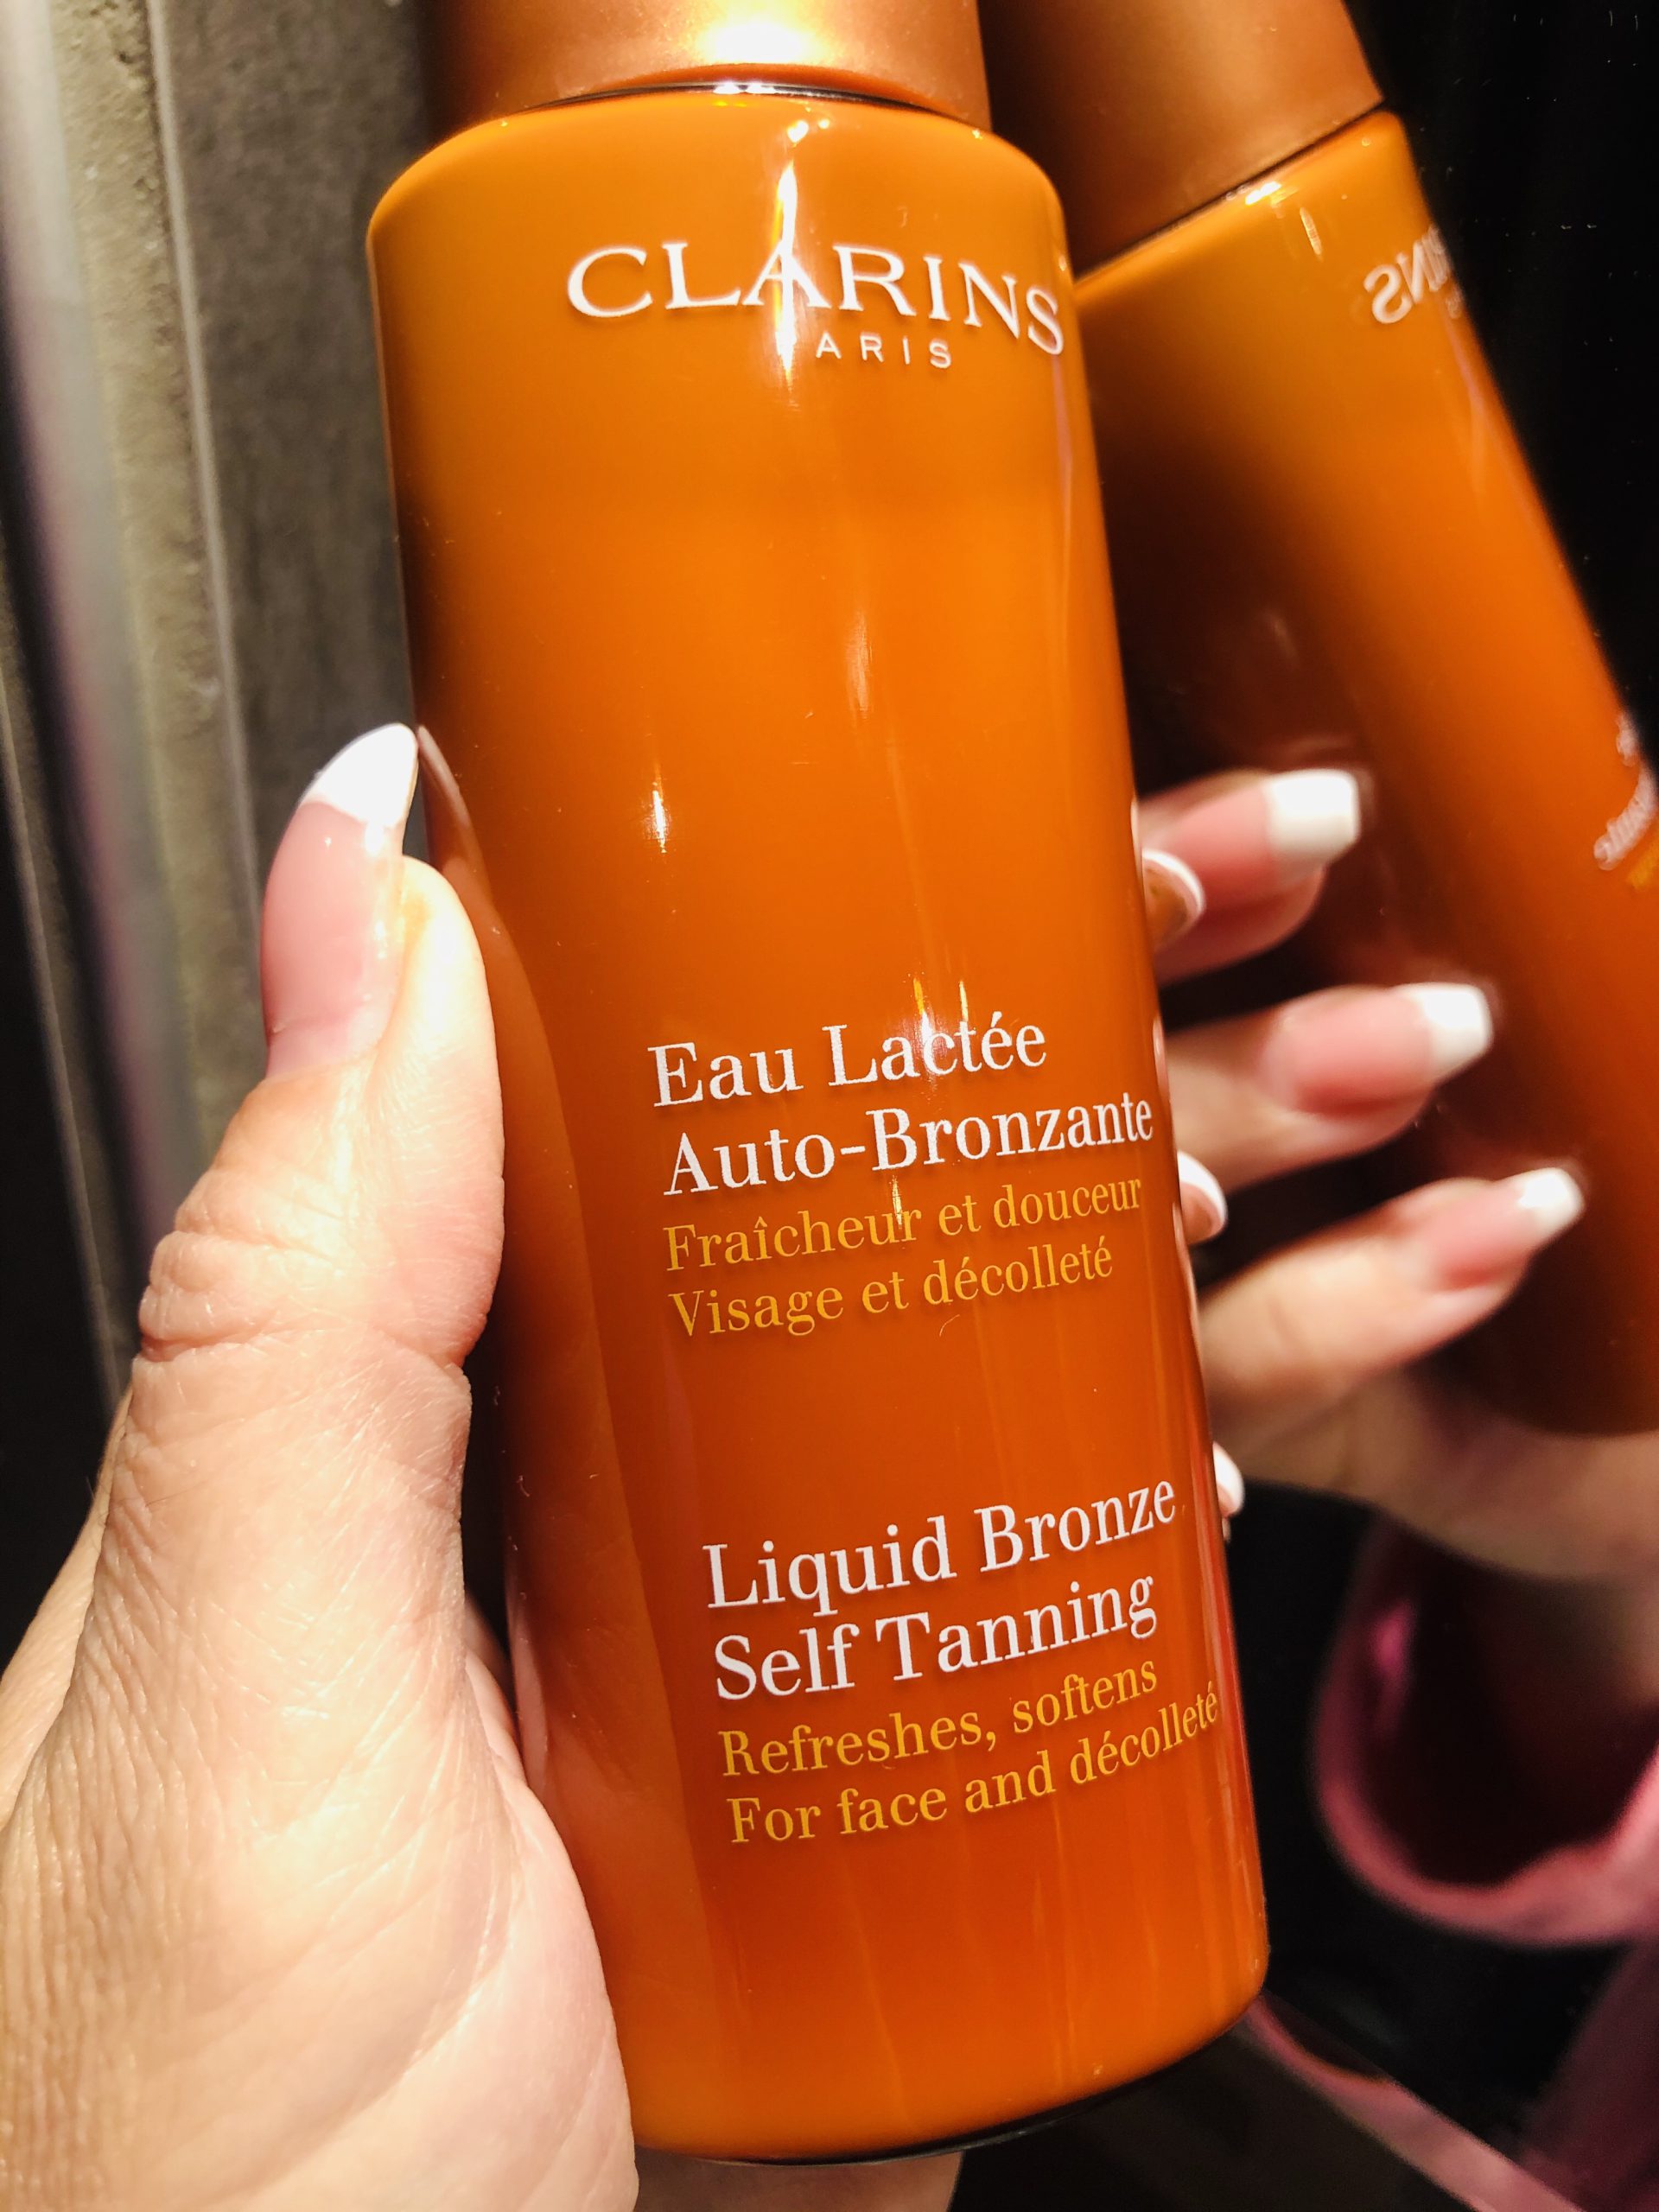 CLARINS
PARIS
Eau Lactée
Auto-Bronzante
Fraîcheur et douceur
Visage et décolleté
Liquid Bronze
Self Tanning
Refreshes, softens
For face and décolleté